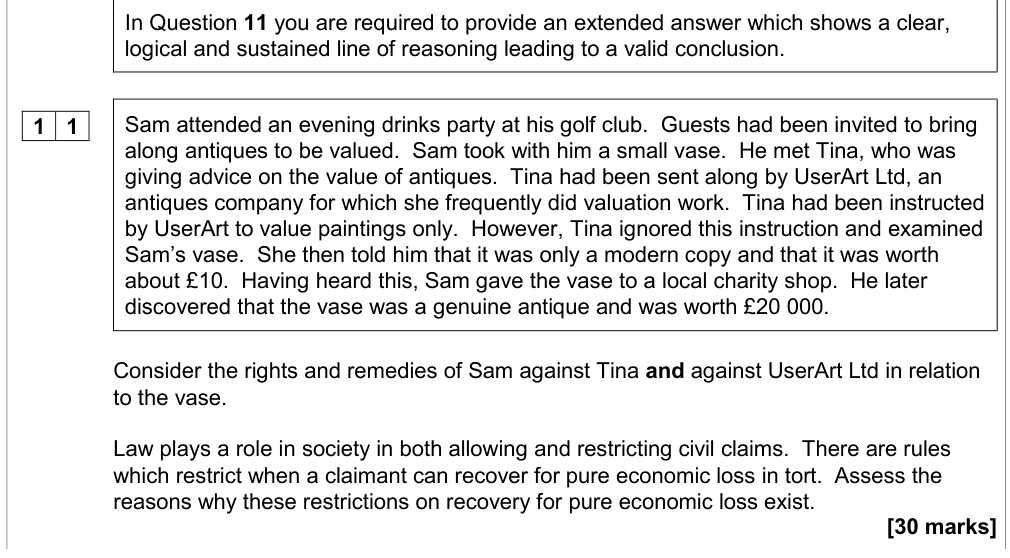 In Question 11 you are required to provide an extended answer which shows a clear,
logical and sustained line of reasoning leading to a valid conclusion.
1 1
Sam attended an evening drinks party at his golf club. Guests had been invited to bring
along antiques to be valued. Sam took with him a small vase. He met Tina, who was
giving advice on the value of antiques. Tina had been sent along by UserArt Ltd, an
antiques company for which she frequently did valuation work. Tina had been instructed
by UserArt to value paintings only. However, Tina ignored this instruction and examined
Sam's vase. She then told him that it was only a modern copy and that it was worth
about £10. Having heard this, Sam gave the vase to a local charity shop. He later
discovered that the vase was a genuine antique and was worth £20 000.
Consider the rights and remedies of Sam against Tina and against UserArt Ltd in relation
to the vase.
Law plays a role in society in both allowing and restricting civil claims. There are rules
which restrict when a claimant can recover for pure economic loss in tort. Assess the
reasons why these restrictions on recovery for pure economic loss exist.
[30 marks]